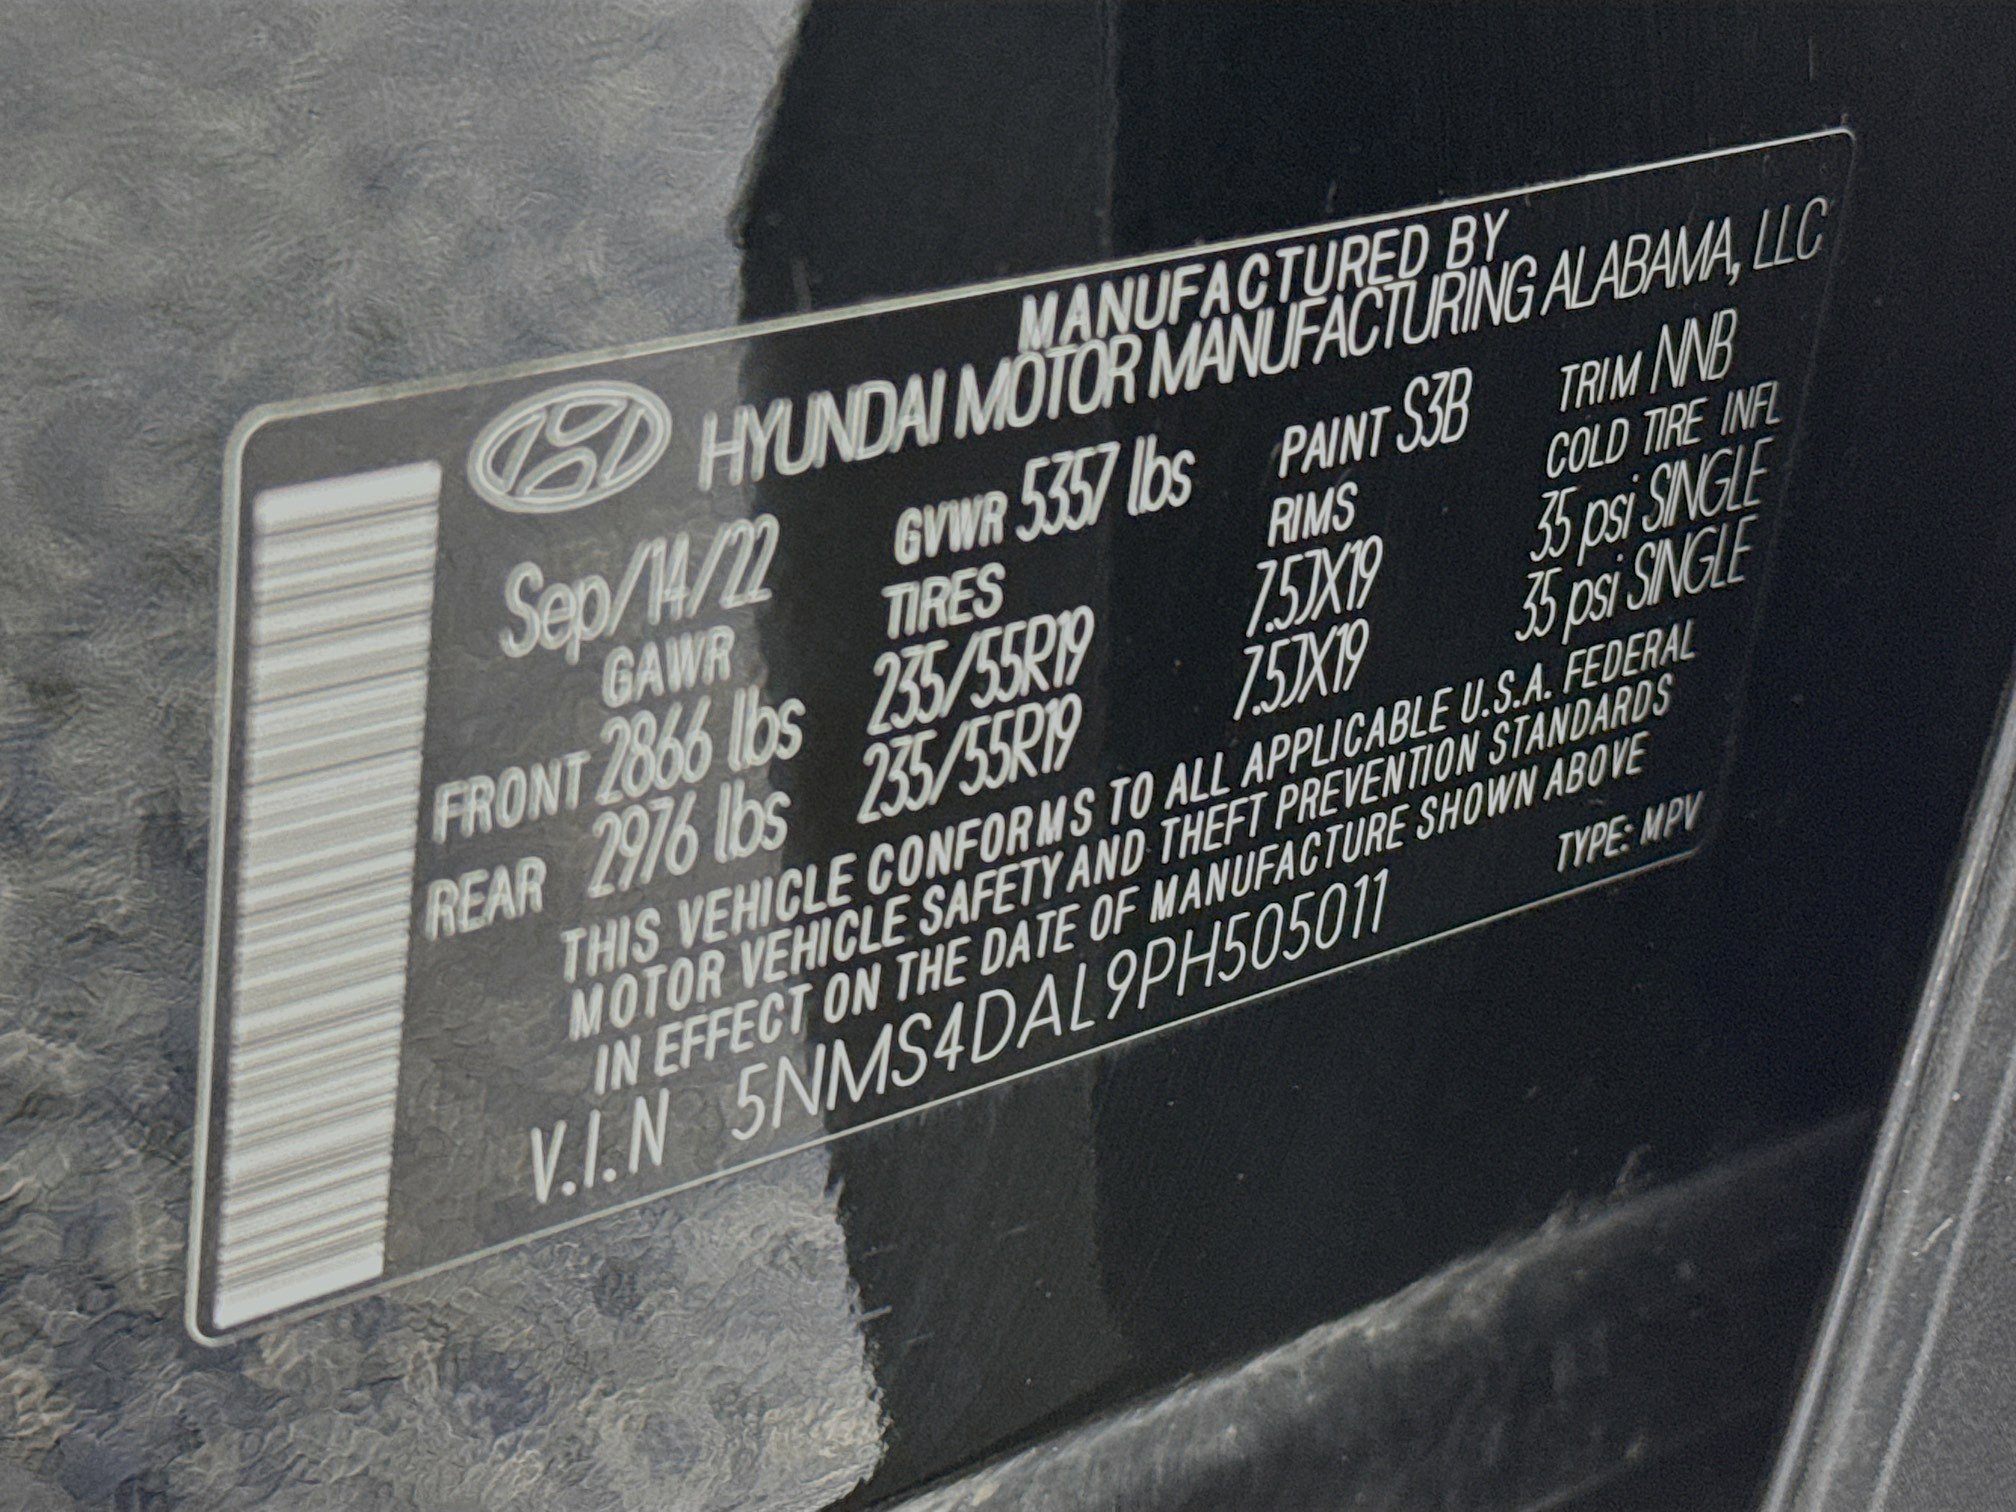 MANUFACTURED BY
HYUNDAI MOTOR MANUFACTURING ALABAMA, LLC
Sep/14/22 GVWR 5357 lbs PAINT S3B TRIM NNB
GAWR TIRES RIMS COLD TIRE INFL
FRONT 2866 lbs 235/55R19 7.5JX19 35 psi SINGLE
REAR 2976 lbs 235/55R19 7.5JX19 35 psi SINGLE
THIS VEHICLE CONFORMS TO ALL APPLICABLE U.S.A. FEDERAL
MOTOR VEHICLE SAFETY AND THEFT PREVENTION STANDARDS
IN EFFECT ON THE DATE OF MANUFACTURE SHOWN ABOVE
V.I.N 5NMS4DAL9PH505011 TYPE: MPV